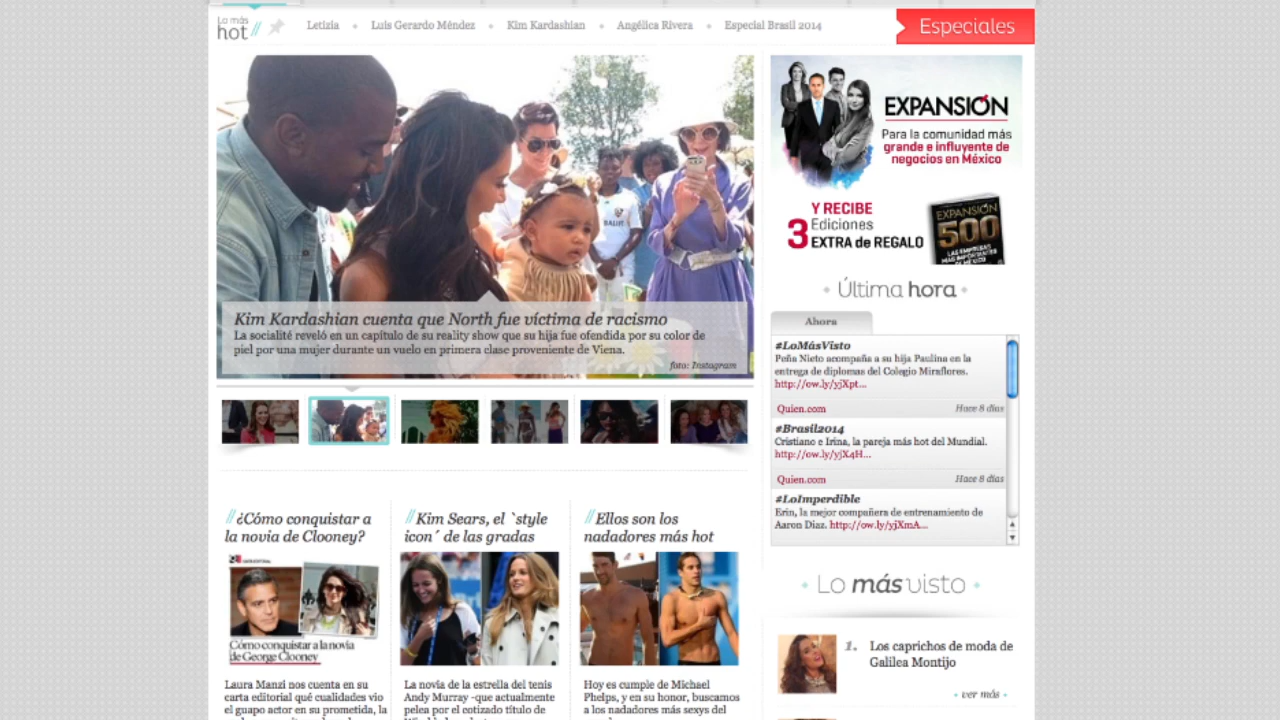 Lo más
hot //
Letizia
Luis Gerardo Méndez
Kim Kardashian
Angélica Rivera
Especial Brasil 2014
Especiales
Kim Kardashian cuenta que North fue víctima de racismo
La socialité reveló en un capítulo de su reality show que su hija fue ofendida por su color de
piel por una mujer durante un vuelo en primera clase proveniente de Viena.
foto: Instagram
//¿Cómo conquistar a
la novia de Clooney?
Cómo conquistar a la novia
de George Clooney
Laura Manzi nos cuenta en su
carta editorial qué cualidades vio
el guapo actor en su prometida, la
//Kim Sears, el `style
icon´ de las gradas
La novia de la estrella del tenis
Andy Murray -que actualmente
pelea por el cotizado título de
//Ellos son los
nadadores más hot
Hoy es cumple de Michael
Phelps, y en su honor, buscamos
a los nadadores más sexys del
EXPANSIÓN
Para la comunidad más
grande e influyente de
negocios en México
Y RECIBE
3 Ediciones
EXTRA de REGALO
EXPANSIÓN
500
LAS EMPRESAS
MÁS IMPORTANTES
DE MÉXICO
Última hora
Ahora
#LoMásVisto
Peña Nieto acompaña a su hija Paulina en la
entrega de diplomas del Colegio Miraflores.
http://ow.ly/yjXpt...
Quien.com
Hace 8 días
#Brasil2014
Cristiano e Irina, la pareja más hot del Mundial.
http://ow.ly/yjX4H...
Quien.com
Hace 8 días
#LoImperdible
Erin, la mejor compañera de entrenamiento de
Aaron Díaz. http://ow.ly/yjXmA...
Lo más visto
1. Los caprichos de moda de
Galilea Montijo
ver más